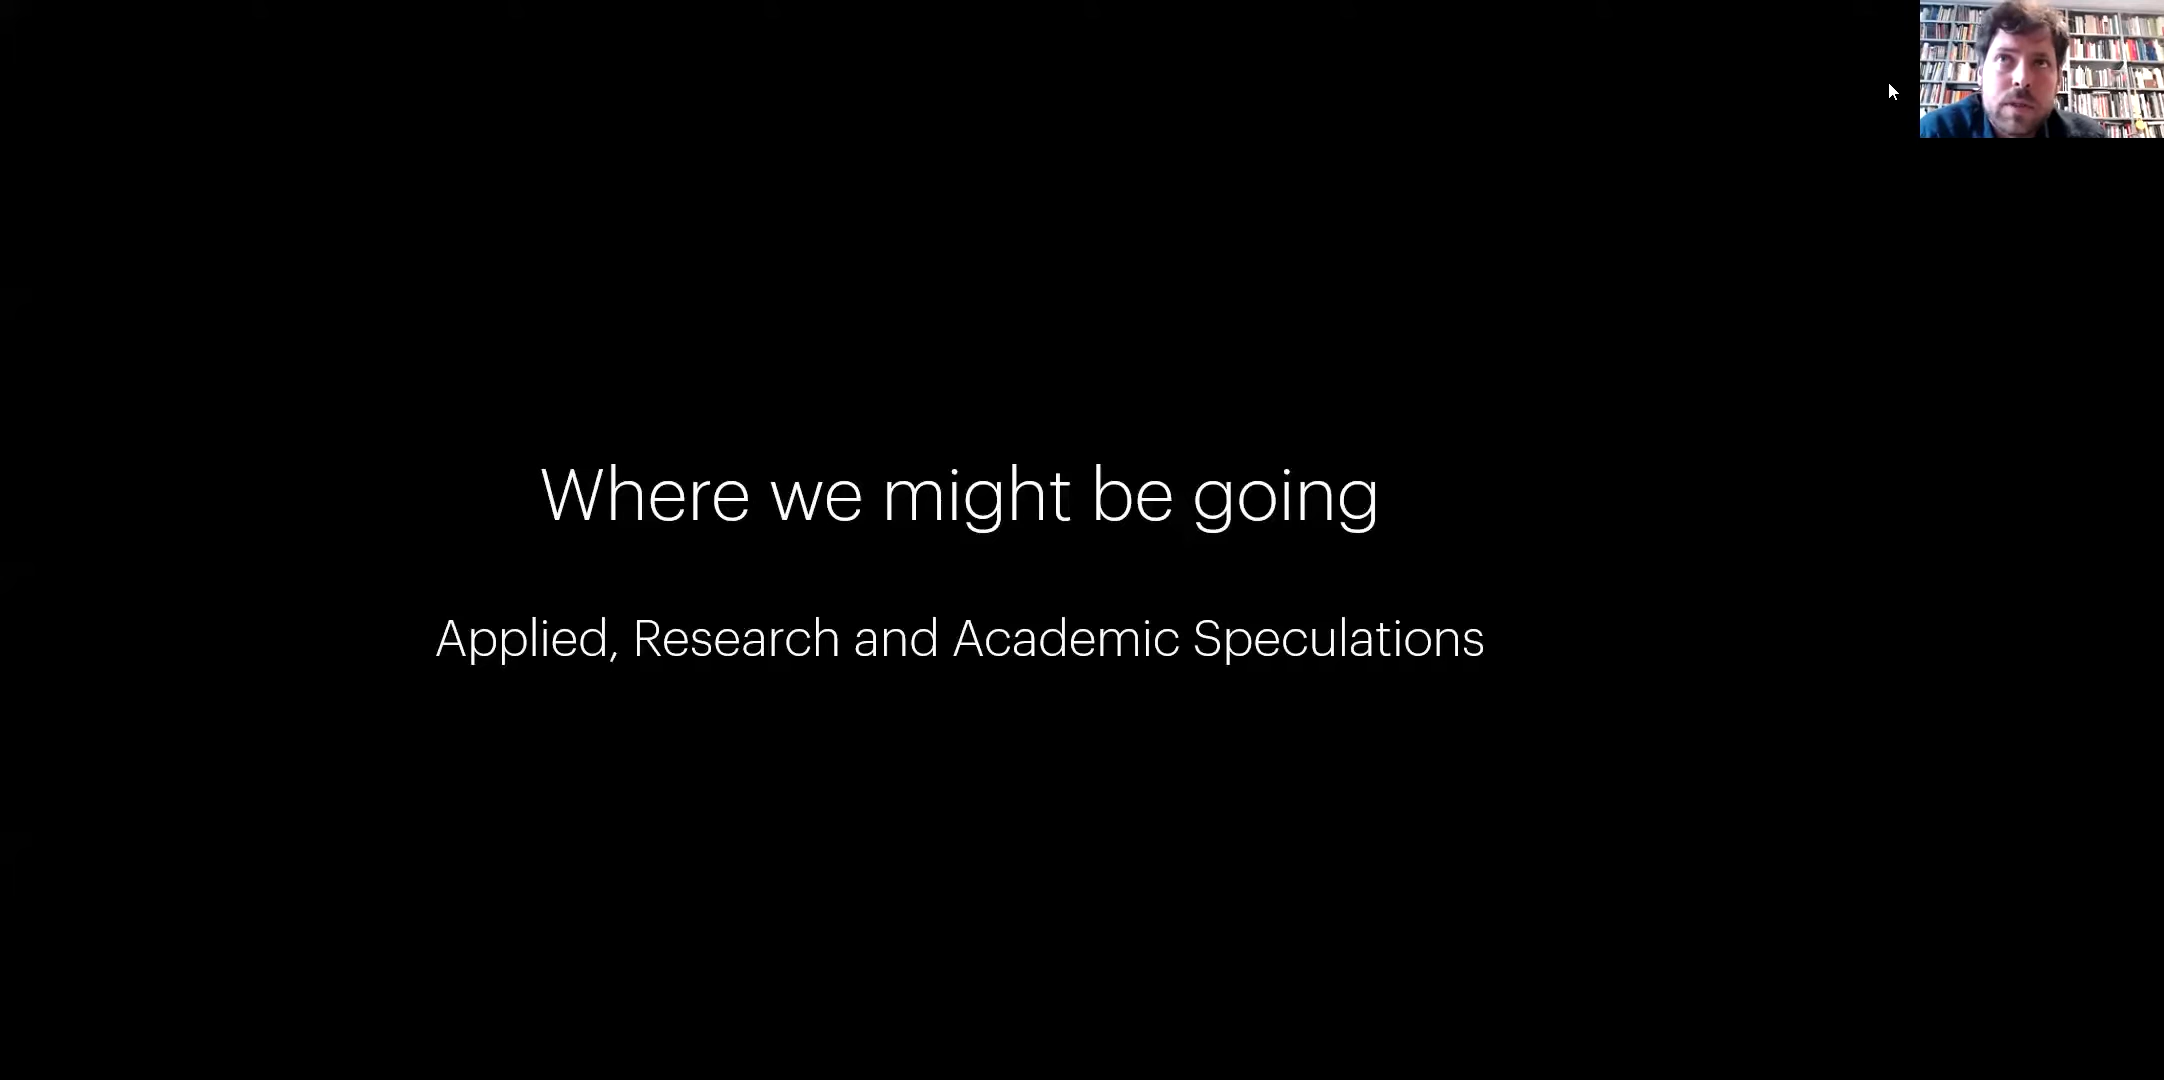 Where we might be going
Applied, Research and Academic Speculations